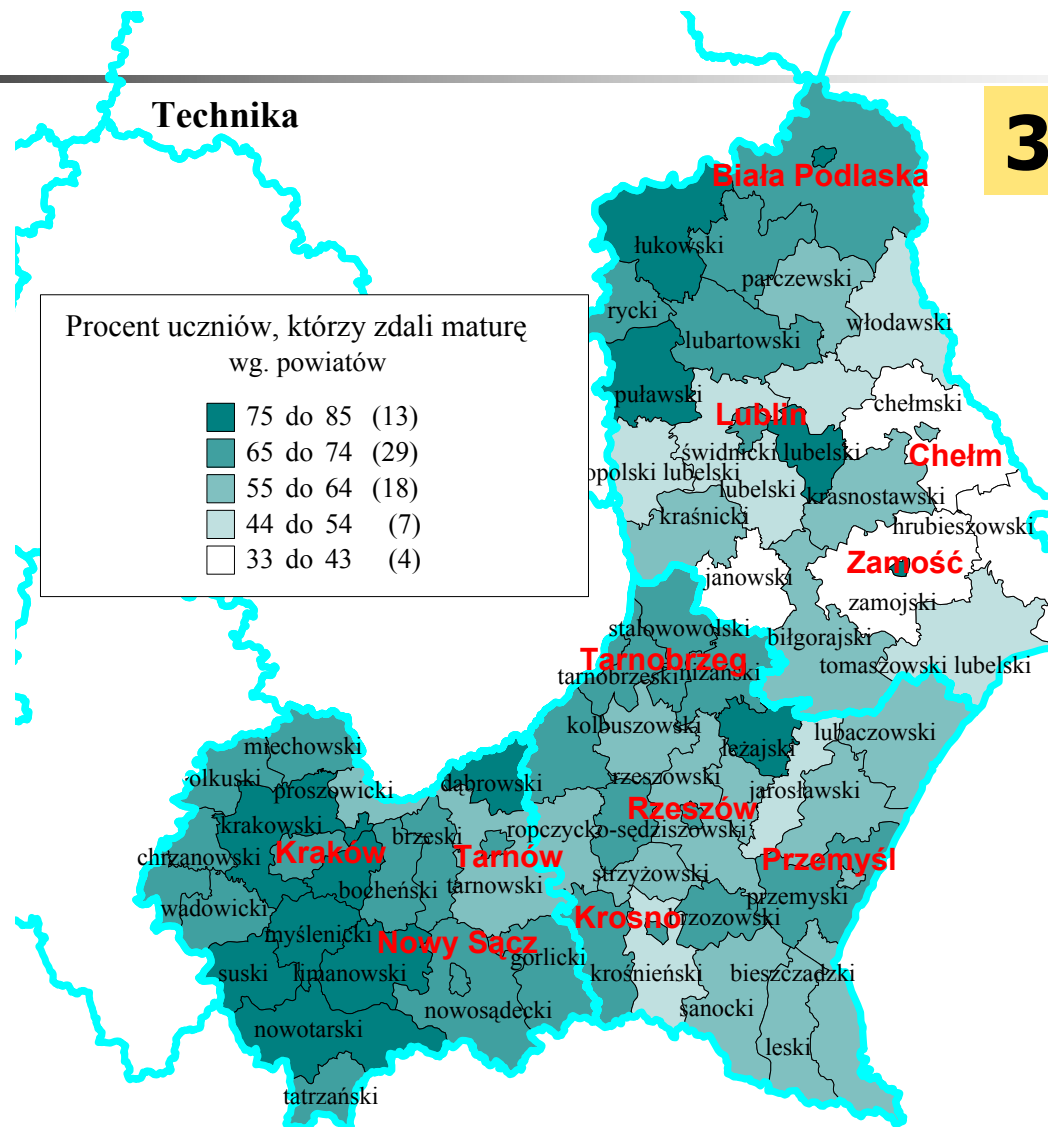 Technika
3
Procent uczniów, którzy zdali maturę
wg. powiatów
75 do 85 (13)
65 do 74 (29)
55 do 64 (18)
44 do 54 (7)
33 do 43 (4)
Biała Podlaska
łukowski
parczewski
rycki
włodawski
lubartowski
puławski
chełmski
Lublin
świdnicki lubelski
Chełm
opolski lubelski
lubelski
krasnostawski
kraśnicki
hrubieszowski
Zamość
janowski
zamojski
stalowowolski
biłgorajski
Tarnobrzeg
tomaszowski lubelski
tarnobrzeski
niżański
kolbuszowski
lubaczowski
leżajski
miechowski
olkuski
proszowicki
dąbrowski
rzeszowski
jarosławski
krakowski
brzeski
ropczycko-sędziszowski
Rzeszów
chrzanowski
Kraków
Tarnów
Przemyśl
bocheński
tarnowski
strzyżowski
przemyski
wadowicki
Krosno
brzozowski
myślenicki
Nowy Sącz
gorlicki
suski
limanowski
krośnieński
bieszczadzki
nowosądecki
sanocki
nowotarski
leski
tatrzański